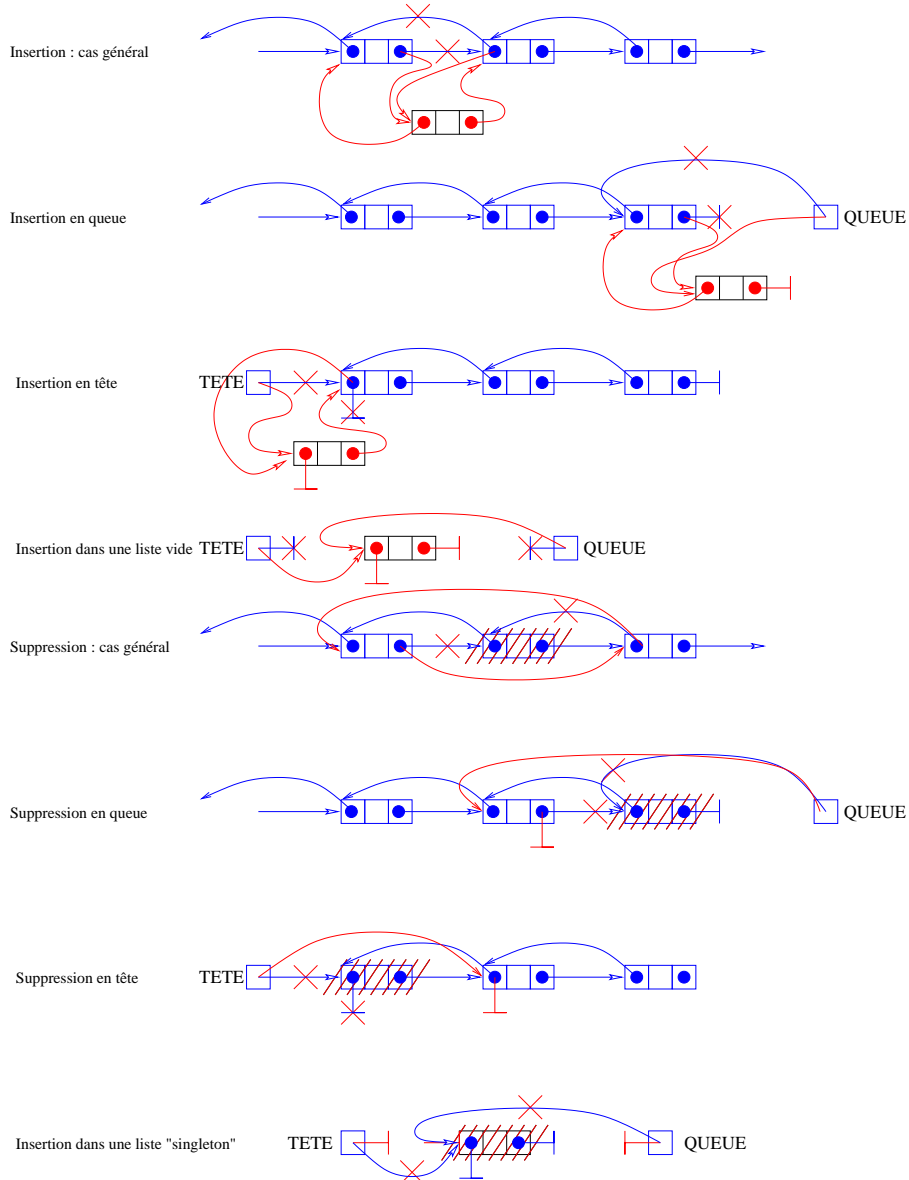 Insertion : cas général
Insertion en queue
QUEUE
Insertion en tête
TETE
Insertion dans une liste vide
TETE
QUEUE
Suppression : cas général
Suppression en queue
QUEUE
Suppression en tête
TETE
Insertion dans une liste "singleton"
TETE
QUEUE